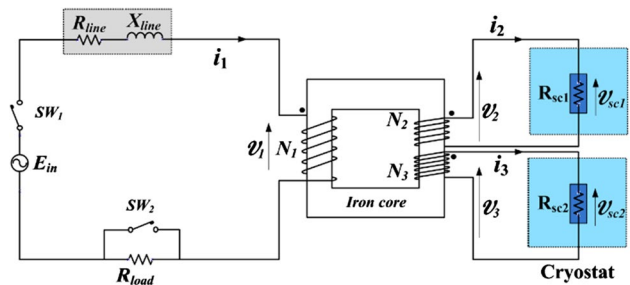 R_line X_line
i_1
i_2
SW_1
R_sc1
v_sc1
v_2
N_2
v_1
N_1
E_in
i_3
N_3
SW_2
Iron core
v_3
R_sc2
v_sc2
R_load
Cryostat